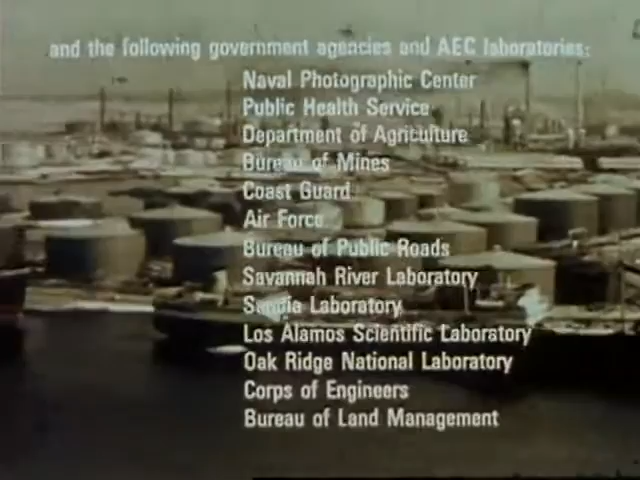 and the following government agencies and AEC laboratories:
Naval Photographic Center
Public Health Service
Department of Agriculture
Bureau of Mines
Coast Guard
Air Force
Bureau of Public Roads
Savannah River Laboratory
Sandia Laboratory
Los Alamos Scientific Laboratory
Oak Ridge National Laboratory
Corps of Engineers
Bureau of Land Management